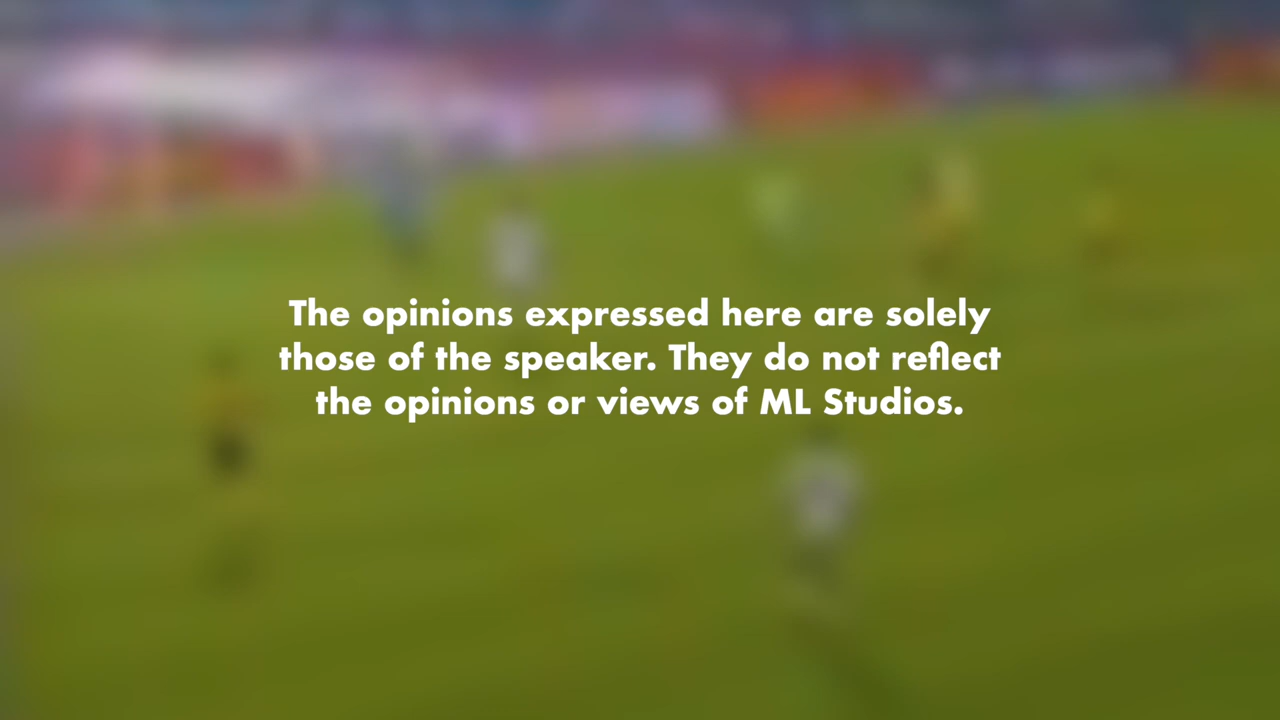 The opinions expressed here are solely
those of the speaker. They do not reflect
the opinions or views of ML Studios.